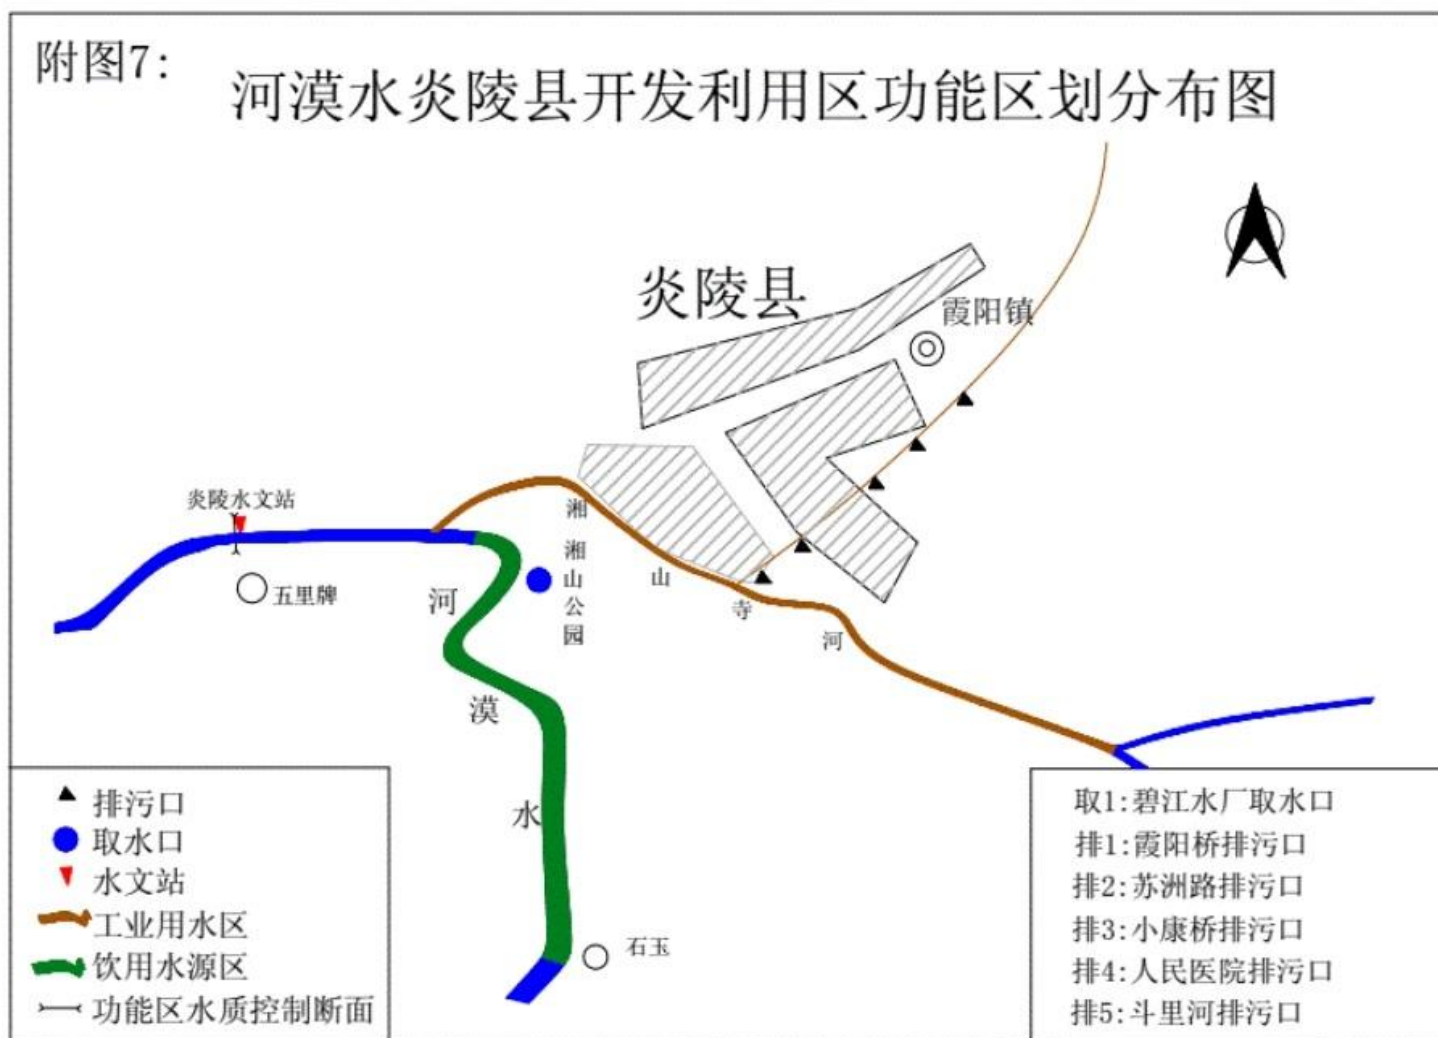 附图7:
河漠水炎陵县开发利用区功能区划分布图
炎陵县
霞阳镇
炎陵水文站
五里牌
湘山寺河
湘山公园
河漠水
石玉
排污口
取水口
水文站
工业用水区
饮用水源区
功能区水质控制断面
取1:碧江水厂取水口
排1:霞阳桥排污口
排2:苏洲路排污口
排3:小康桥排污口
排4:人民医院排污口
排5:斗里河排污口